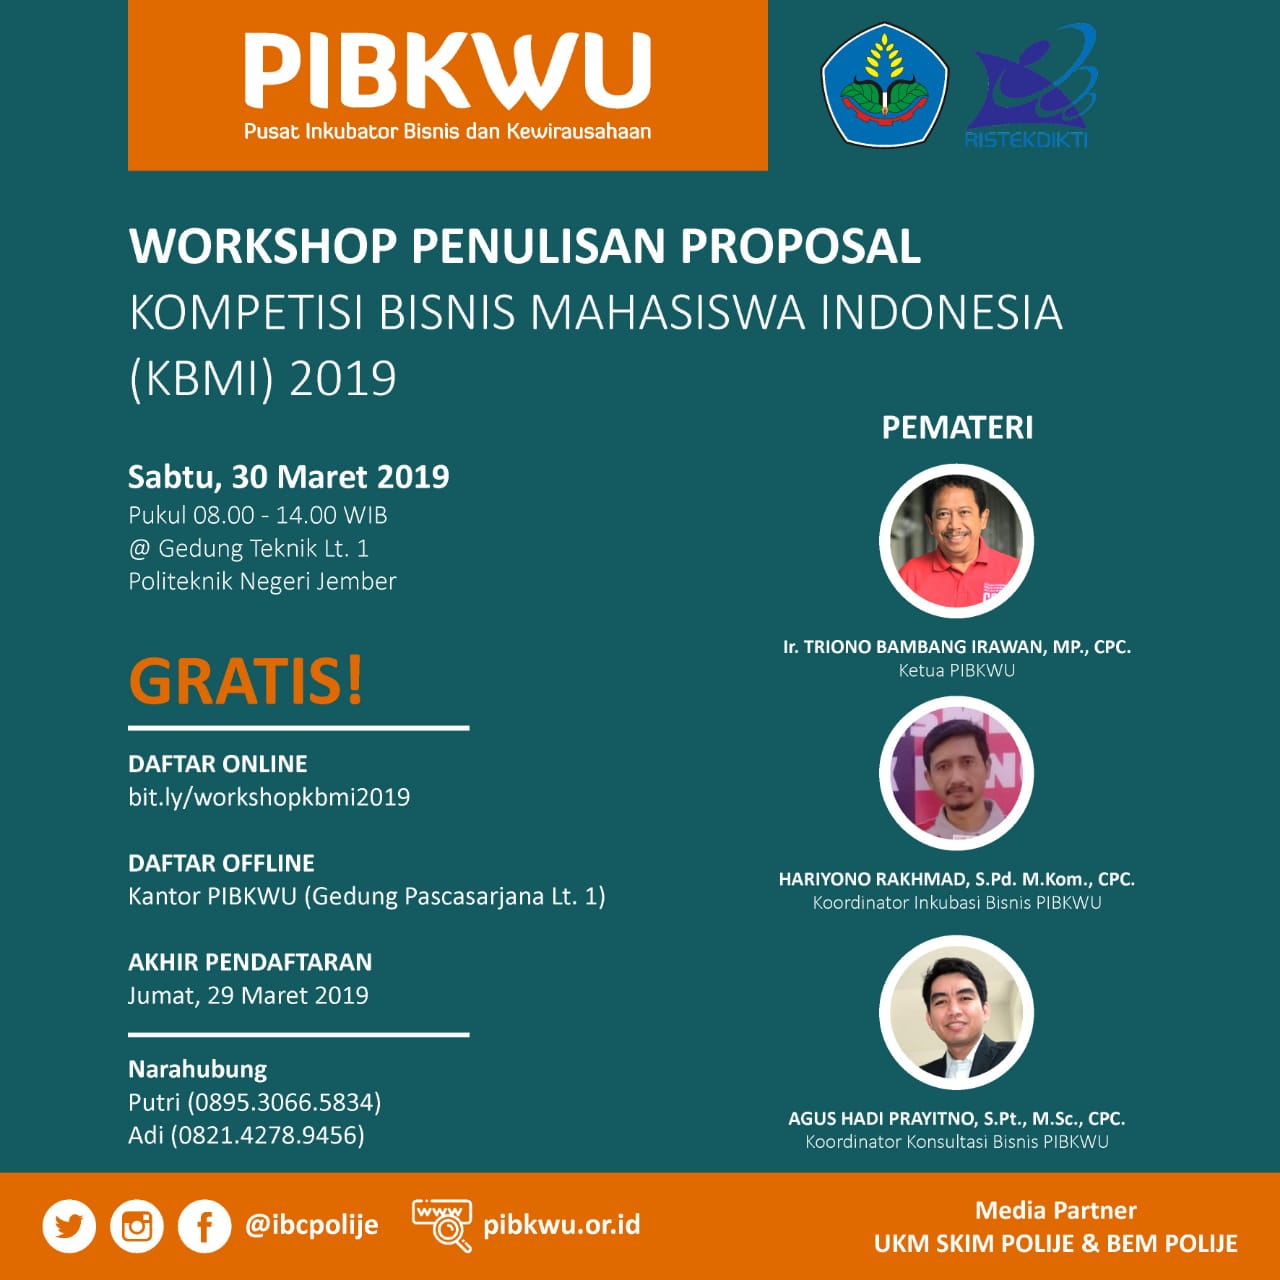 PIBKWU
Pusat Inkubator Bisnis dan Kewirausahaan
RISTEKDIKTI
WORKSHOP PENULISAN PROPOSAL
KOMPETISI BISNIS MAHASISWA INDONESIA
(KBMI) 2019
Sabtu, 30 Maret 2019
Pukul 08.00 - 14.00 WIB
@ Gedung Teknik Lt. 1
Politeknik Negeri Jember
GRATIS!
DAFTAR ONLINE
bit.ly/workshopkbmi2019
DAFTAR OFFLINE
Kantor PIBKWU (Gedung Pascasarjana Lt. 1)
AKHIR PENDAFTARAN
Jumat, 29 Maret 2019
Narahubung
Putri (0895.3066.5834)
Adi (0821.4278.9456)
PEMATERI
Ir. TRIONO BAMBANG IRAWAN, MP., CPC.
Ketua PIBKWU
HARIYONO RAKHMAD, S.Pd. M.Kom., CPC.
Koordinator Inkubasi Bisnis PIBKWU
AGUS HADI PRAYITNO, S.Pt., M.Sc., CPC.
Koordinator Konsultasi Bisnis PIBKWU
@ibcpolije
www
pibkwu.or.id
Media Partner
UKM SKIM POLIJE & BEM POLIJE